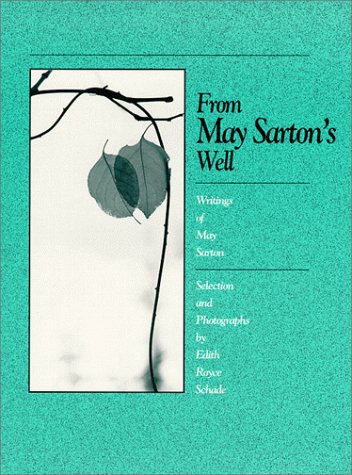 From
May Sarton's
Well
Writings
of
May
Sarton
Selection
and
Photographs
by
Edith
Royce
Schade